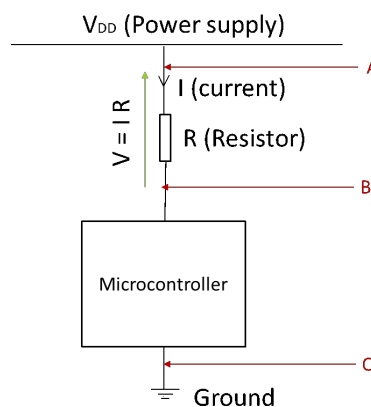 VDD (Power supply)
A
I (current)
V = I R
R (Resistor)
B
Microcontroller
C
Ground